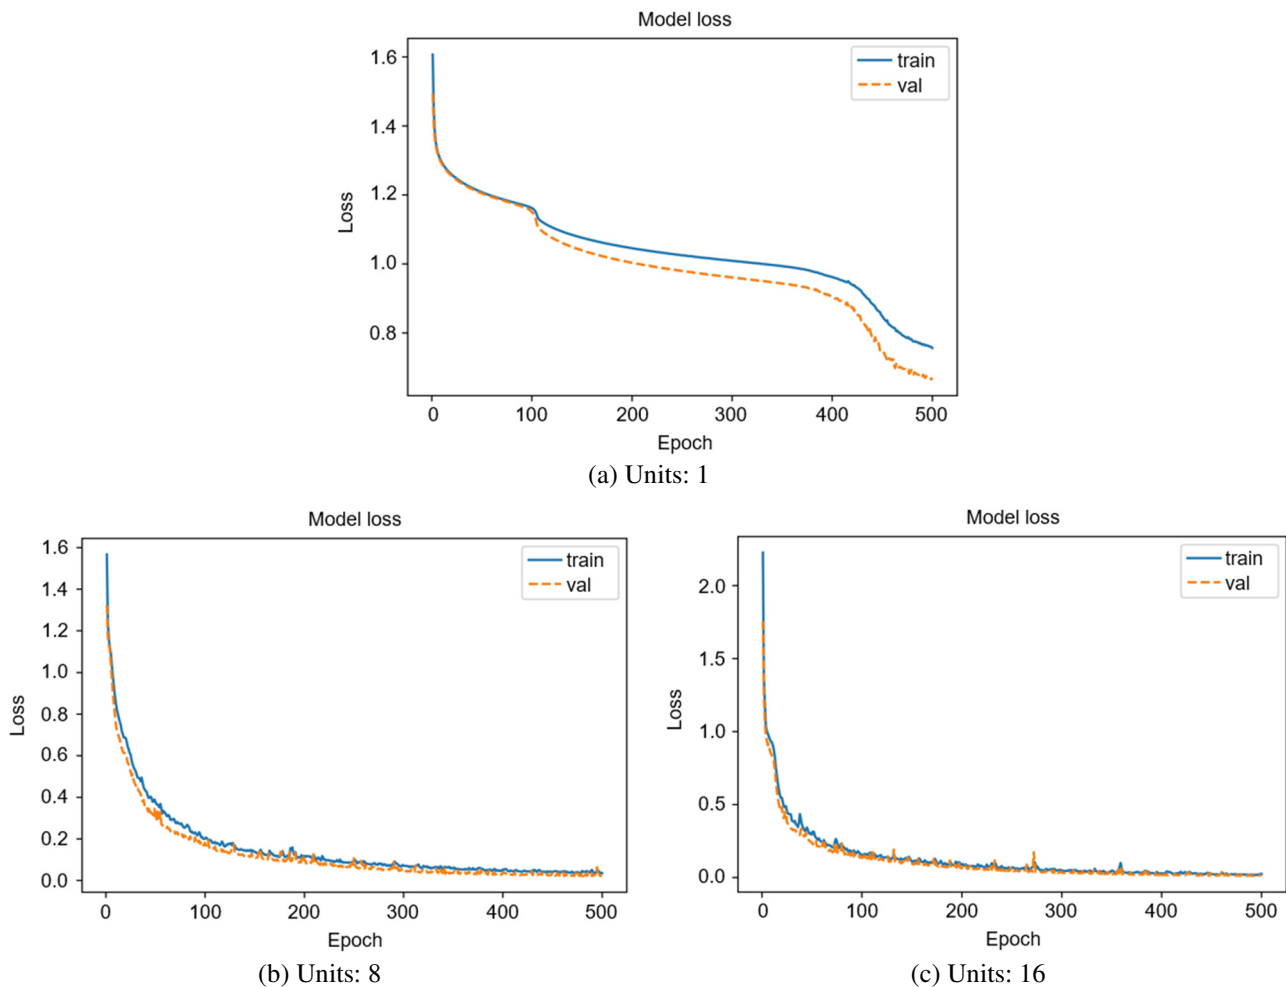 Model loss
train
val
1.6
1.4
1.2
1.0
0.8
Loss
0 100 200 300 400 500
Epoch
(a) Units: 1
Model loss
train
val
1.6
1.4
1.2
1.0
0.8
0.6
0.4
0.2
0.0
Loss
0 100 200 300 400 500
Epoch
(b) Units: 8
Model loss
train
val
2.0
1.5
1.0
0.5
0.0
Loss
0 100 200 300 400 500
Epoch
(c) Units: 16